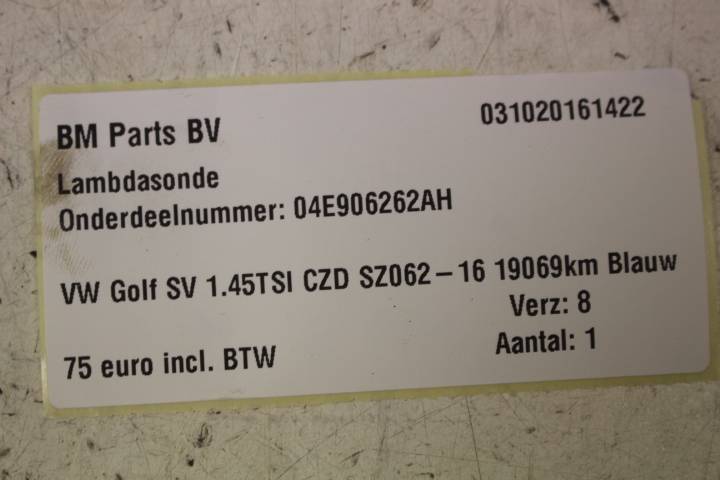 BM Parts BV 031020161422
Lambdasonde
Onderdeelnummer: 04E906262AH
VW Golf SV 1.45TSI CZD SZ062-16 19069km Blauw
Verz: 8
75 euro incl. BTW Aantal: 1